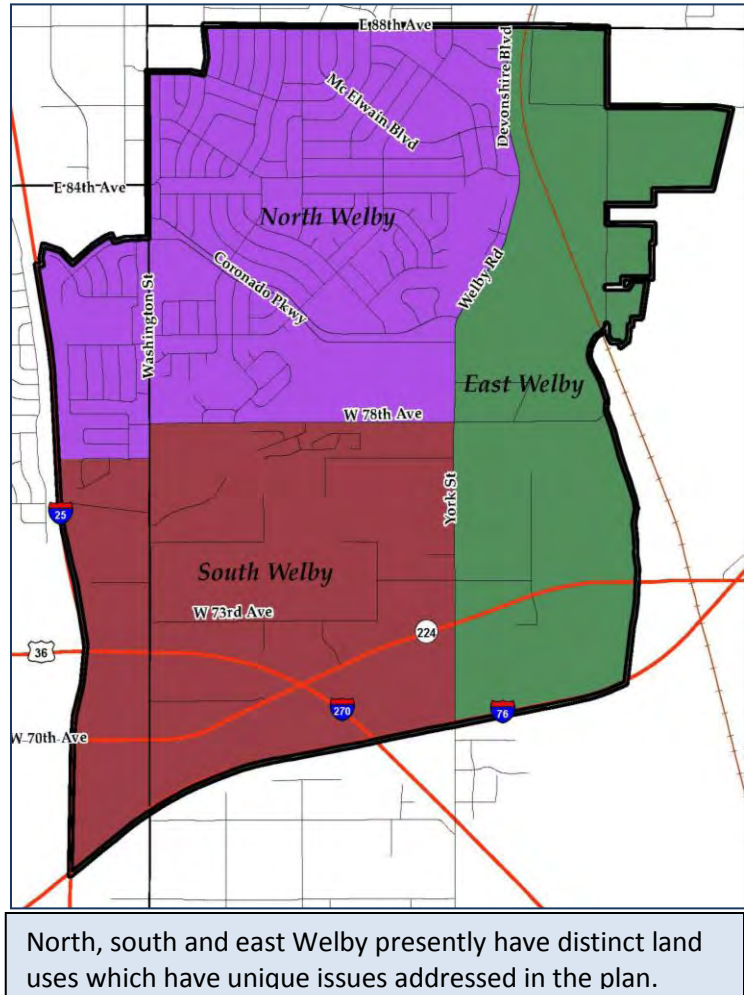 E 88th Ave
Devonshire Blvd
Mc Elwain Blvd
E 84th Ave
North Welby
Welby Rd
Coronado Pkwy
Washington St
East Welby
W 78th Ave
York St
25
South Welby
W 73rd Ave
224
36
270
76
W 70th Ave
North, south and east Welby presently have distinct land
uses which have unique issues addressed in the plan.